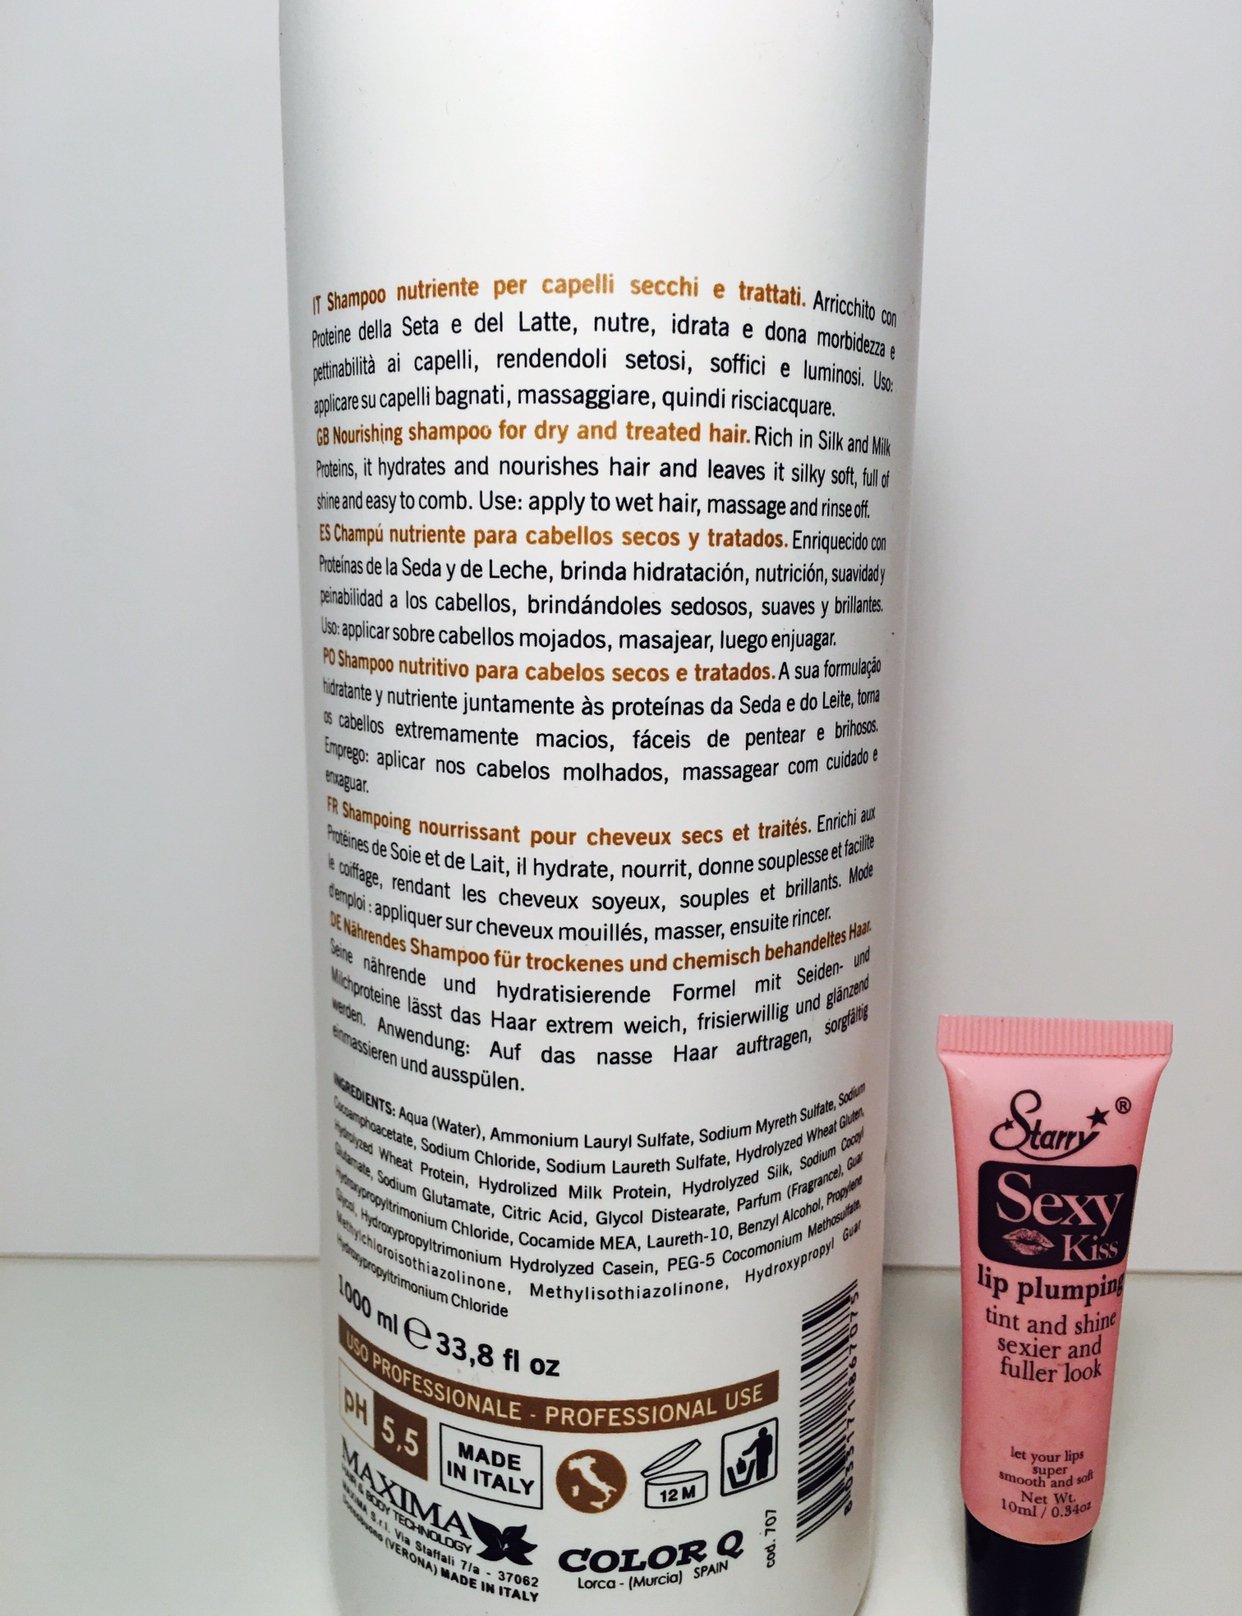 IT Shampoo nutriente per capelli secchi e trattati. Arricchito con
Proteine della Seta e del Latte, nutre, idrata e dona morbidezza e
pettinabilità ai capelli, rendendoli setosi, soffici e luminosi. Uso:
applicare su capelli bagnati, massaggiare, quindi risciacquare.
GB Nourishing shampoo for dry and treated hair. Rich in Silk and Milk
Proteins, it hydrates and nourishes hair and leaves it silky soft, full of
shine and easy to comb. Use: apply to wet hair, massage and rinse off.
ES Champú nutriente para cabellos secos y tratados. Enriquecido con
Proteínas de la Seda y de Leche, brinda hidratación, nutrición, suavidad y
peinabilidad a los cabellos, brindándoles sedosos, suaves y brillantes.
Uso: applicar sobre cabellos mojados, masajear, luego enjuagar.
PO Shampoo nutritivo para cabelos secos e tratados. A sua formulação
hidratante y nutriente juntamente às proteínas da Seda e do Leite, torna
os cabellos extremamente macios, fáceis de pentear e brihosos.
Emprego: aplicar nos cabelos molhados, massagear com cuidado e
enxaguar.
FR Shampoing nourrissant pour cheveux secs et traités. Enrichi aux
Protéines de Soie et de Lait, il hydrate, nourrit, donne souplesse et facilite
le coiffage, rendant les cheveux soyeux, souples et brillants. Mode
d'emploi : appliquer sur cheveux mouillés, masser, ensuite rincer.
DE Nährendes Shampoo für trockenes und chemisch behandeltes Haar.
Seine nährende und hydratisierende Formel mit Seiden- und
Milchproteine lässt das Haar extrem weich, frisierwillig und glänzend
werden. Anwendung: Auf das nasse Haar auftragen, sorgfältig
einmassieren und ausspülen.
INGREDIENTS: Aqua (Water), Ammonium Lauryl Sulfate, Sodium Myreth Sulfate, Sodium
Cocoamphoacetate, Sodium Chloride, Sodium Laureth Sulfate, Hydrolyzed Wheat Gluten,
Hydrolyzed Wheat Protein, Hydrolized Milk Protein, Hydrolyzed Silk, Sodium Cocoyl
Glutamate, Sodium Glutamate, Citric Acid, Glycol Distearate, Parfum (Fragrance), Guar
Hydroxypropyltrimonium Chloride, Cocamide MEA, Laureth-10, Benzyl Alcohol, Propylene
Glycol, Hydroxypropyltrimonium Hydrolyzed Casein, PEG-5 Cocomonium Methosulfate,
Methylchloroisothiazolinone, Methylisothiazolinone, Hydroxypropyl Guar
Hydroxypropyltrimonium Chloride
1000 ml ℮ 33,8 fl oz
USO PROFESSIONALE - PROFESSIONAL USE
pH 5,5
MADE
IN ITALY
12 M
MAXIMA
HAIR & BODY TECHNOLOGY
MAXIMA S.r.l. Via Staffali 7/a - 37062
Dossobuono (VERONA) MADE IN ITALY
COLOR Q
Lorca - (Murcia) SPAIN
cod. 707
8 055171867075
Starry ®
Sexy
Kiss
lip plumping
tint and shine
sexier and
fuller look
let your lips
super
smooth and soft
Net Wt.
10ml / 0.34oz